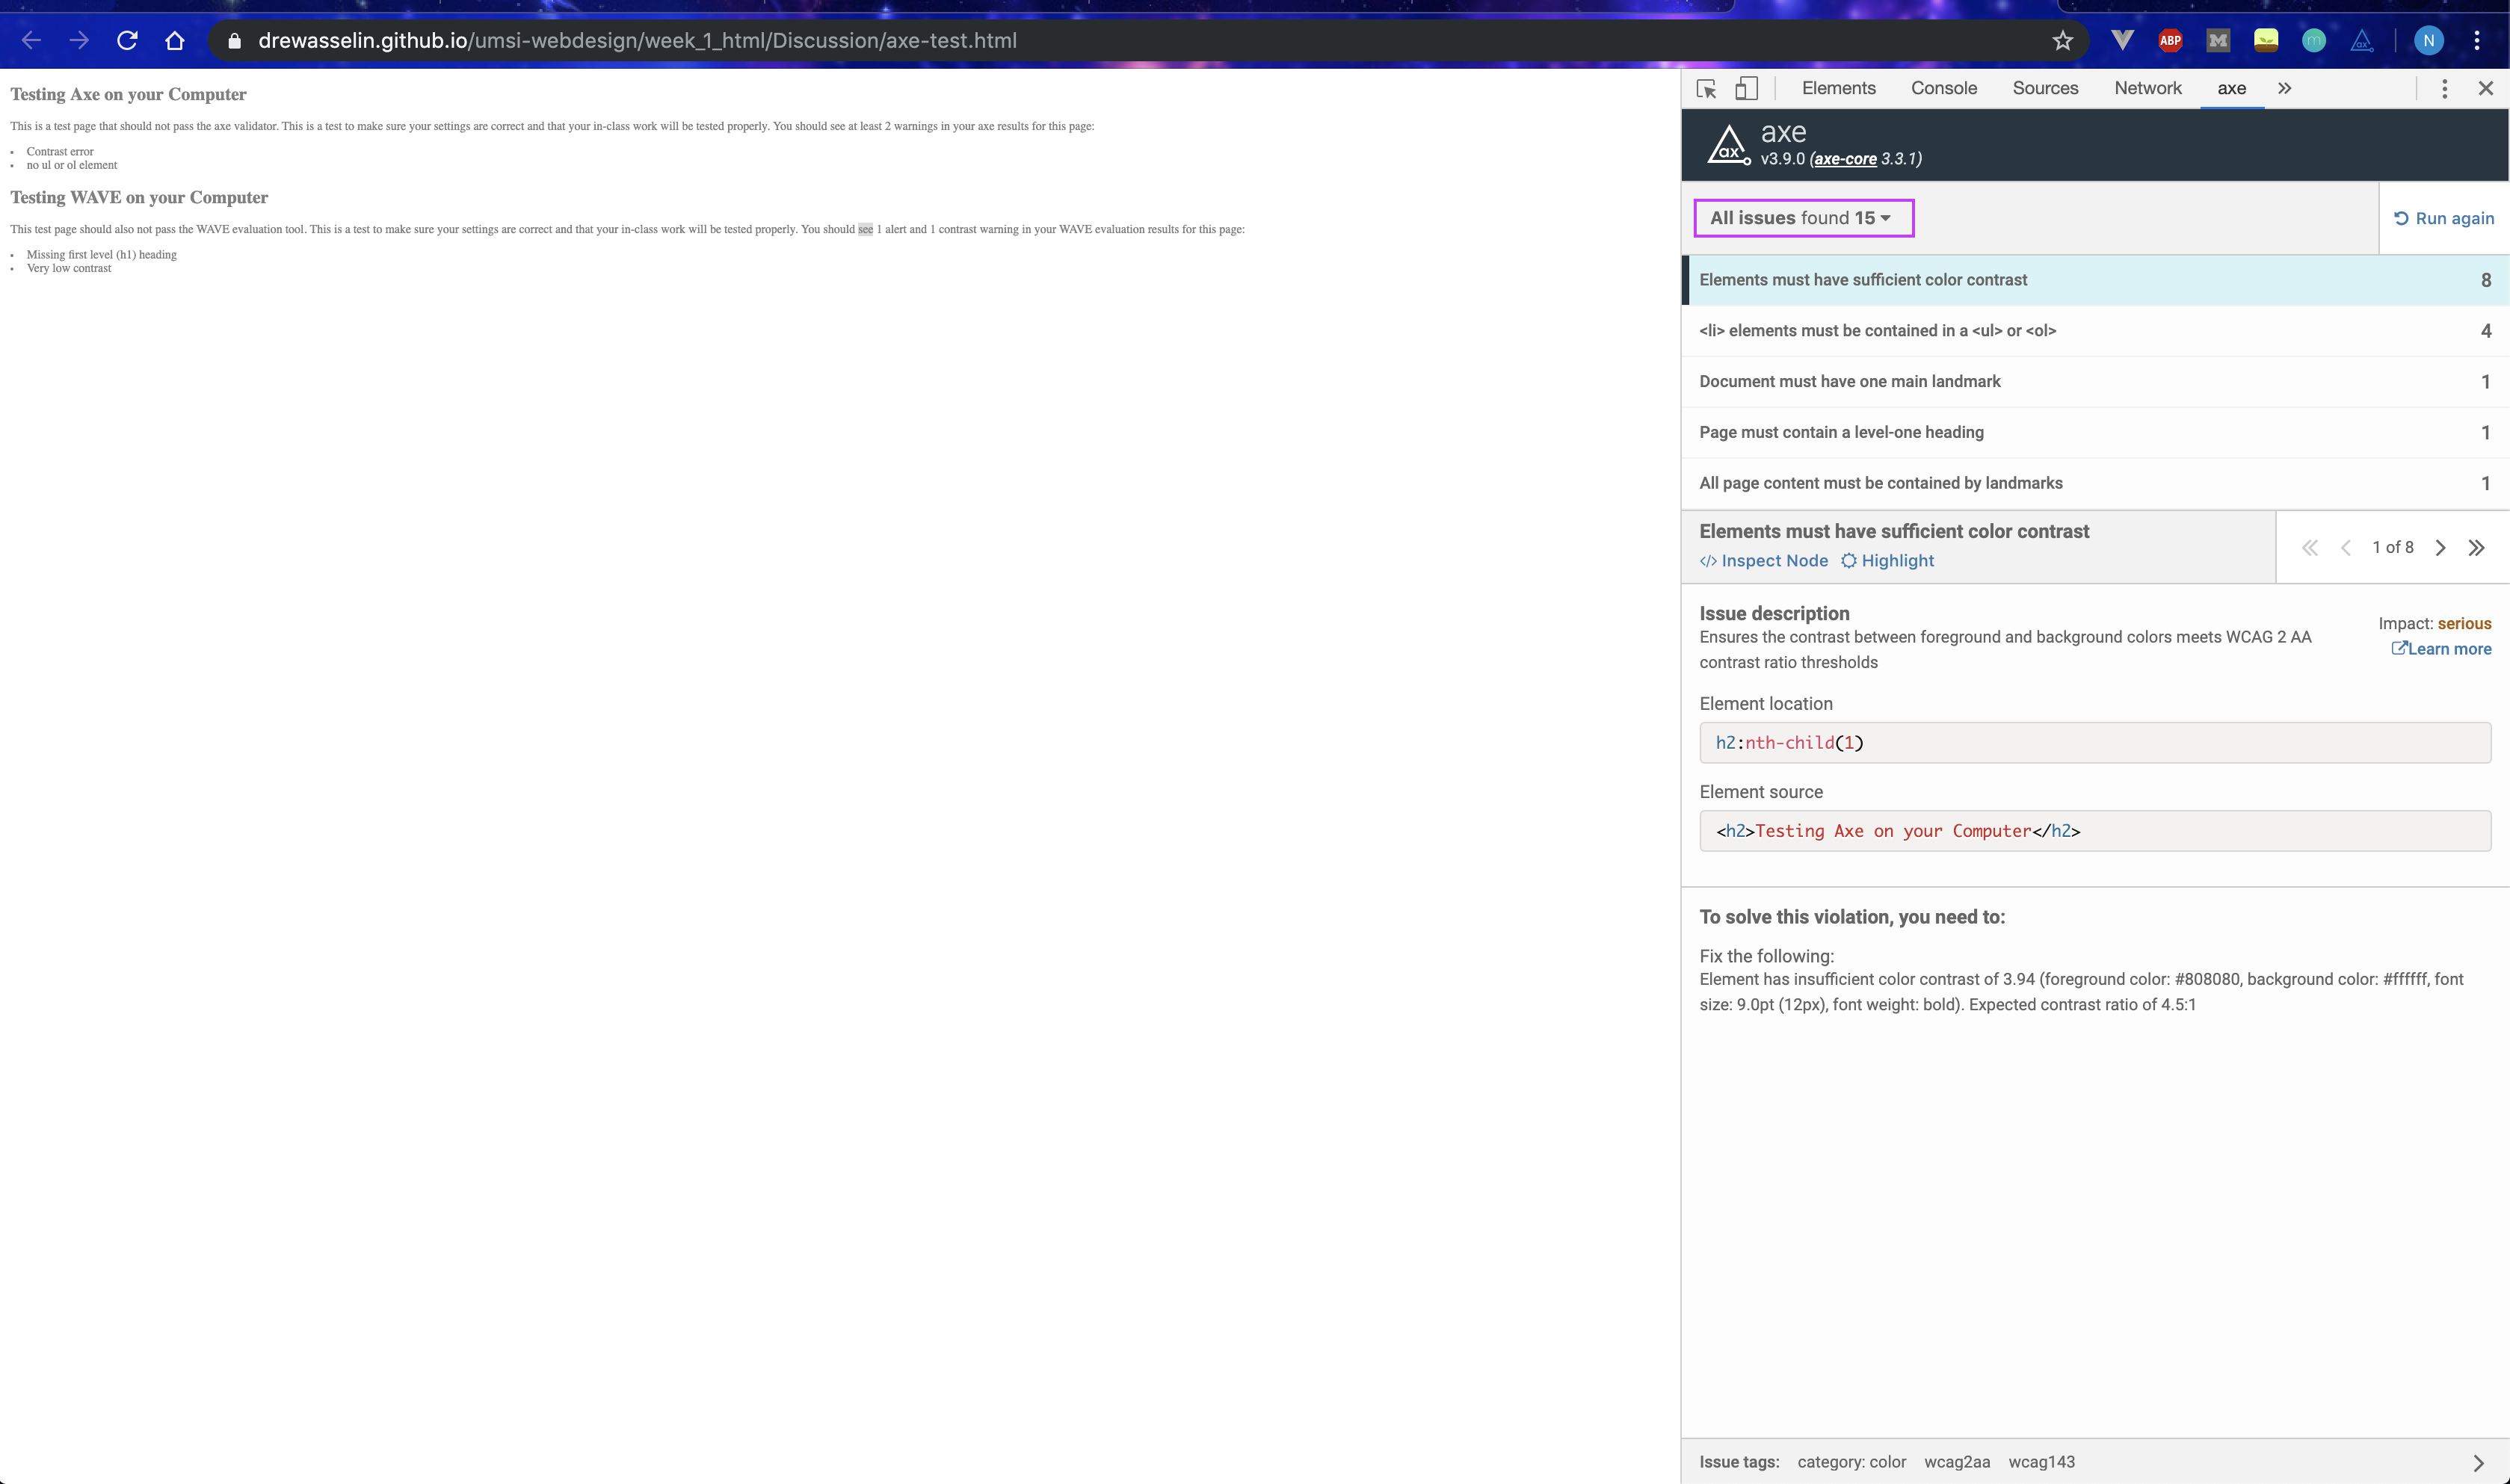 drewasselin.github.io/umsi-webdesign/week_1_html/Discussion/axe-test.html
ABP
M
m
ax
N
Testing Axe on your Computer
This is a test page that should not pass the axe validator. This is a test to make sure your settings are correct and that your in-class work will be tested properly. You should see at least 2 warnings in your axe results for this page:
Contrast error
no ul or ol element
Testing WAVE on your Computer
This test page should also not pass the WAVE evaluation tool. This is a test to make sure your settings are correct and that your in-class work will be tested properly. You should see 1 alert and 1 contrast warning in your WAVE evaluation results for this page:
Missing first level (h1) heading
Very low contrast
Elements Console Sources Network axe
ax axe
v3.9.0 (axe-core 3.3.1)
All issues found 15
Run again
Elements must have sufficient color contrast 8
<li> elements must be contained in a <ul> or <ol> 4
Document must have one main landmark 1
Page must contain a level-one heading 1
All page content must be contained by landmarks 1
Elements must have sufficient color contrast
</> Inspect Node Highlight
1 of 8
Issue description
Ensures the contrast between foreground and background colors meets WCAG 2 AA
contrast ratio thresholds
Impact: serious
Learn more
Element location
h2:nth-child(1)
Element source
<h2>Testing Axe on your Computer</h2>
To solve this violation, you need to:
Fix the following:
Element has insufficient color contrast of 3.94 (foreground color: #808080, background color: #ffffff, font
size: 9.0pt (12px), font weight: bold). Expected contrast ratio of 4.5:1
Issue tags: category: color wcag2aa wcag143